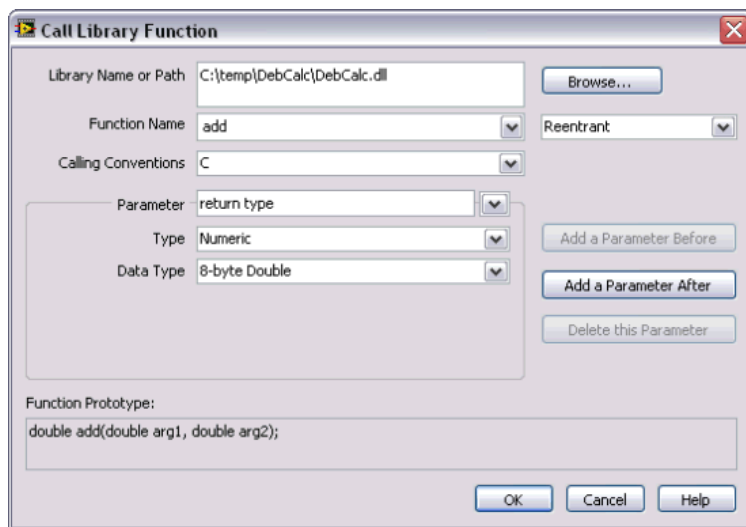 Call Library Function
Library Name or Path C:\temp\DebCalc\DebCalc.dll Browse...
Function Name add Reentrant
Calling Conventions C
Parameter return type
Type Numeric Add a Parameter Before
Data Type 8-byte Double Add a Parameter After
Delete this Parameter
Function Prototype:
double add(double arg1, double arg2);
OK Cancel Help